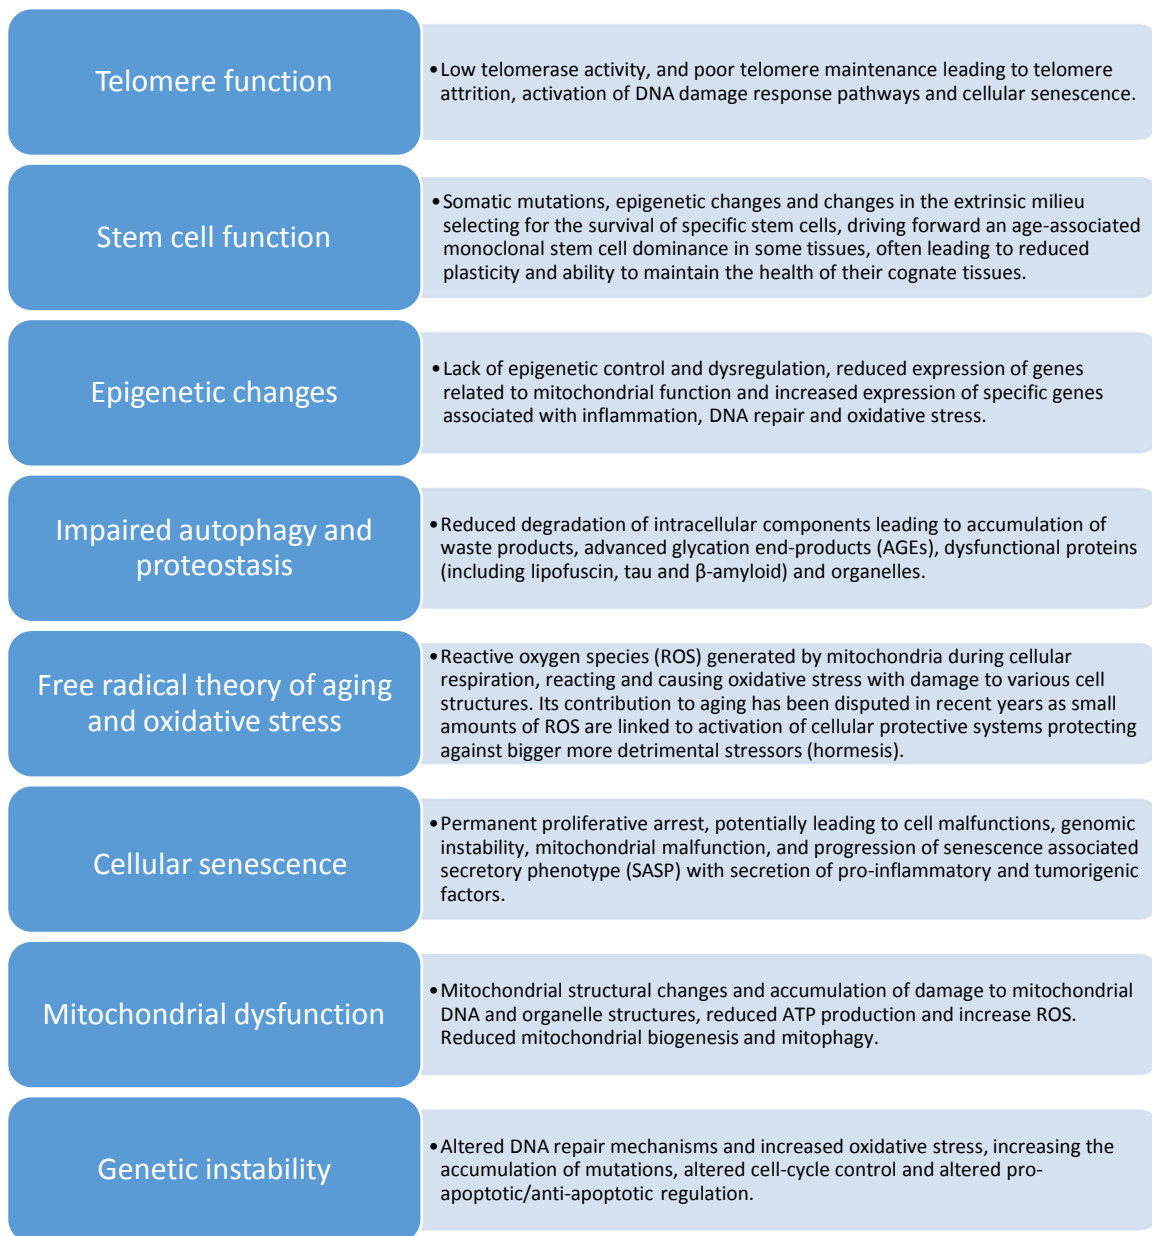 Telomere function
•Low telomerase activity, and poor telomere maintenance leading to telomere
attrition, activation of DNA damage response pathways and cellular senescence.
Stem cell function
•Somatic mutations, epigenetic changes and changes in the extrinsic milieu
selecting for the survival of specific stem cells, driving forward an age-associated
monoclonal stem cell dominance in some tissues, often leading to reduced
plasticity and ability to maintain the health of their cognate tissues.
Epigenetic changes
•Lack of epigenetic control and dysregulation, reduced expression of genes
related to mitochondrial function and increased expression of specific genes
associated with inflammation, DNA repair and oxidative stress.
Impaired autophagy and
proteostasis
•Reduced degradation of intracellular components leading to accumulation of
waste products, advanced glycation end-products (AGEs), dysfunctional proteins
(including lipofuscin, tau and β-amyloid) and organelles.
Free radical theory of aging
and oxidative stress
•Reactive oxygen species (ROS) generated by mitochondria during cellular
respiration, reacting and causing oxidative stress with damage to various cell
structures. Its contribution to aging has been disputed in recent years as small
amounts of ROS are linked to activation of cellular protective systems protecting
against bigger more detrimental stressors (hormesis).
Cellular senescence
•Permanent proliferative arrest, potentially leading to cell malfunctions, genomic
instability, mitochondrial malfunction, and progression of senescence associated
secretory phenotype (SASP) with secretion of pro-inflammatory and tumorigenic
factors.
Mitochondrial dysfunction
•Mitochondrial structural changes and accumulation of damage to mitochondrial
DNA and organelle structures, reduced ATP production and increase ROS.
Reduced mitochondrial biogenesis and mitophagy.
Genetic instability
•Altered DNA repair mechanisms and increased oxidative stress, increasing the
accumulation of mutations, altered cell-cycle control and altered pro-
apoptotic/anti-apoptotic regulation.